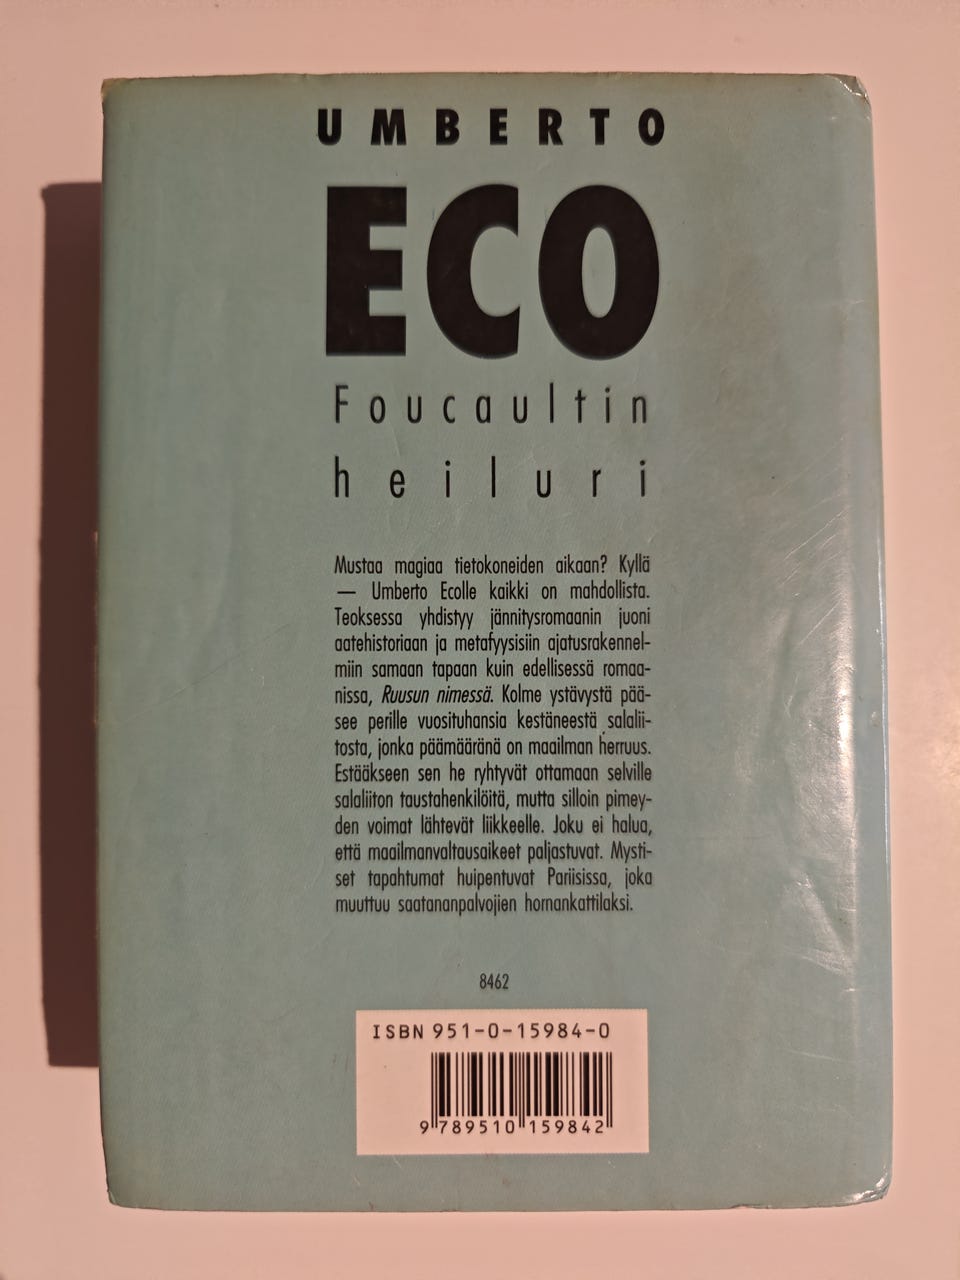 UMBERTO
ECO
Foucaultin
heiluri
Mustaa magiaa tietokoneiden aikaan? Kyllä
— Umberto Ecolle kaikki on mahdollista.
Teoksessa yhdistyy jännitysromaanin juoni
aatehistoriaan ja metafyysisiin ajatusrakennel-
miin samaan tapaan kuin edellisessä romaa-
nissa, Ruusun nimessä. Kolme ystävystä pää-
see perille vuosituhansia kestäneestä salalii-
tosta, jonka päämääränä on maailman herruus.
Estääkseen sen he ryhtyvät ottamaan selville
salaliiton taustahenkilöitä, mutta silloin pimey-
den voimat lähtevät liikkeelle. Joku ei halua,
että maailmanvaltausaikeet paljastuvat. Mysti-
set tapahtumat huipentuvat Pariisissa, joka
muuttuu saatananpalvojien hornankattilaksi.
8462
ISBN 951-0-15984-0
9 789510 159842